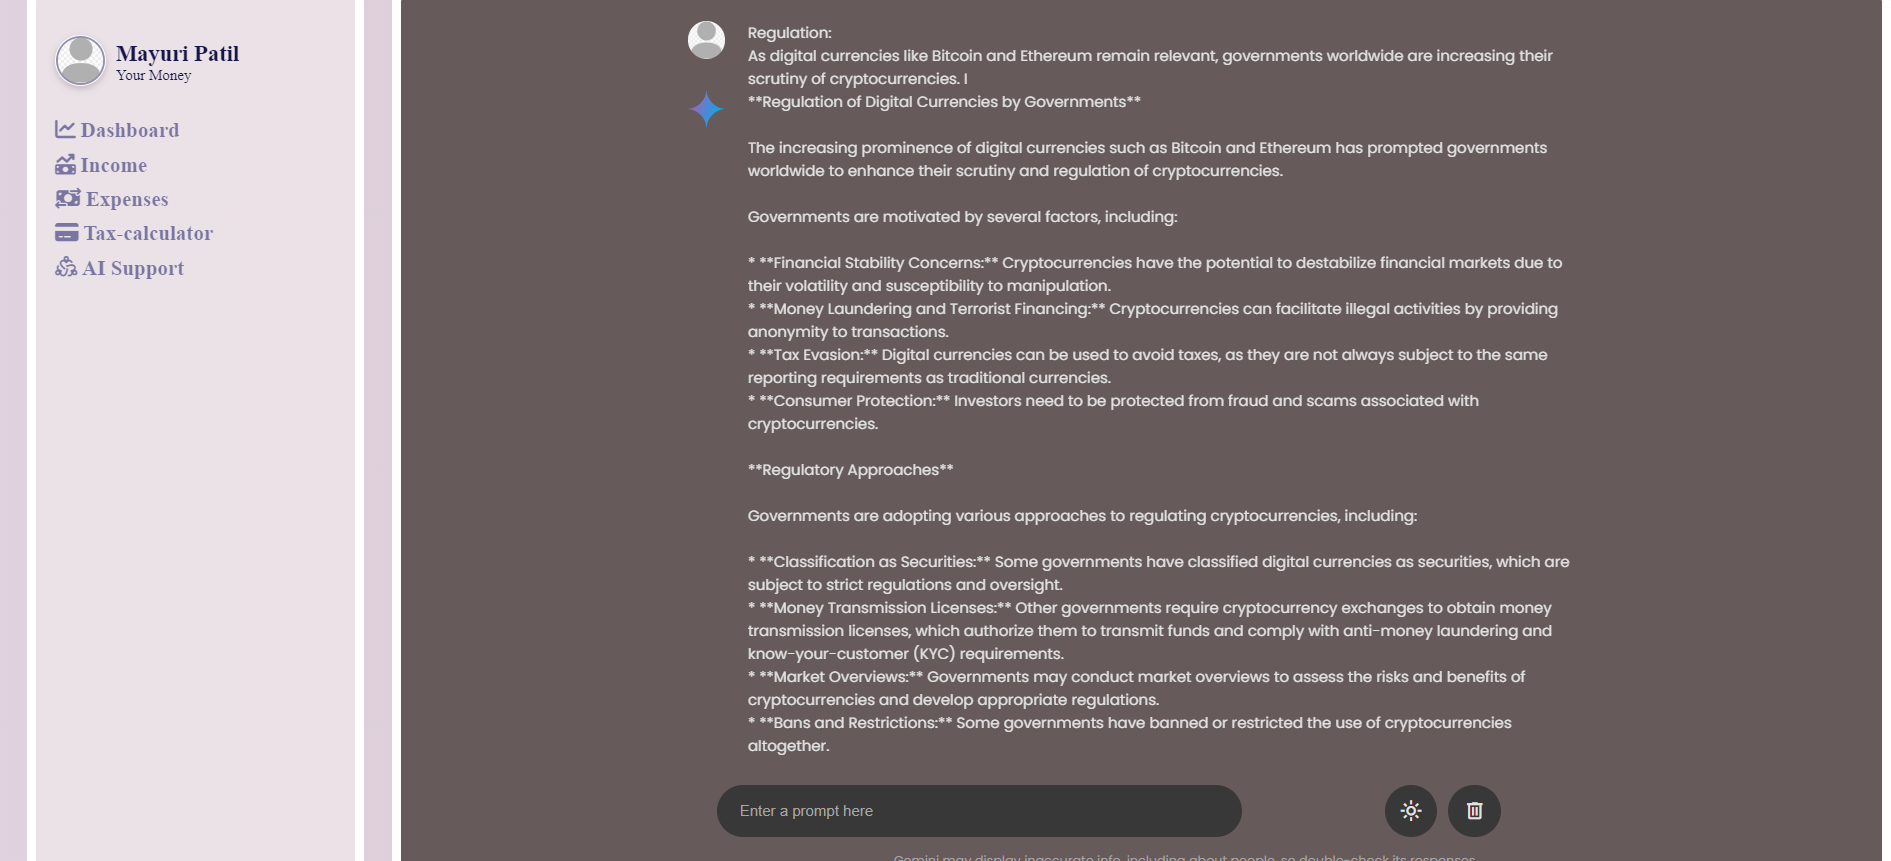 Mayuri Patil
Your Money
Dashboard
Income
Expenses
Tax-calculator
AI Support
Regulation:
As digital currencies like Bitcoin and Ethereum remain relevant, governments worldwide are increasing their
scrutiny of cryptocurrencies. I
**Regulation of Digital Currencies by Governments**
The increasing prominence of digital currencies such as Bitcoin and Ethereum has prompted governments
worldwide to enhance their scrutiny and regulation of cryptocurrencies.
Governments are motivated by several factors, including:
* **Financial Stability Concerns:** Cryptocurrencies have the potential to destabilize financial markets due to
their volatility and susceptibility to manipulation.
* **Money Laundering and Terrorist Financing:** Cryptocurrencies can facilitate illegal activities by providing
anonymity to transactions.
* **Tax Evasion:** Digital currencies can be used to avoid taxes, as they are not always subject to the same
reporting requirements as traditional currencies.
* **Consumer Protection:** Investors need to be protected from fraud and scams associated with
cryptocurrencies.
**Regulatory Approaches**
Governments are adopting various approaches to regulating cryptocurrencies, including:
* **Classification as Securities:** Some governments have classified digital currencies as securities, which are
subject to strict regulations and oversight.
* **Money Transmission Licenses:** Other governments require cryptocurrency exchanges to obtain money
transmission licenses, which authorize them to transmit funds and comply with anti-money laundering and
know-your-customer (KYC) requirements.
* **Market Overviews:** Governments may conduct market overviews to assess the risks and benefits of
cryptocurrencies and develop appropriate regulations.
* **Bans and Restrictions:** Some governments have banned or restricted the use of cryptocurrencies
altogether.
Enter a prompt here
Gemini may display inaccurate info, including about people, so double-check its responses.